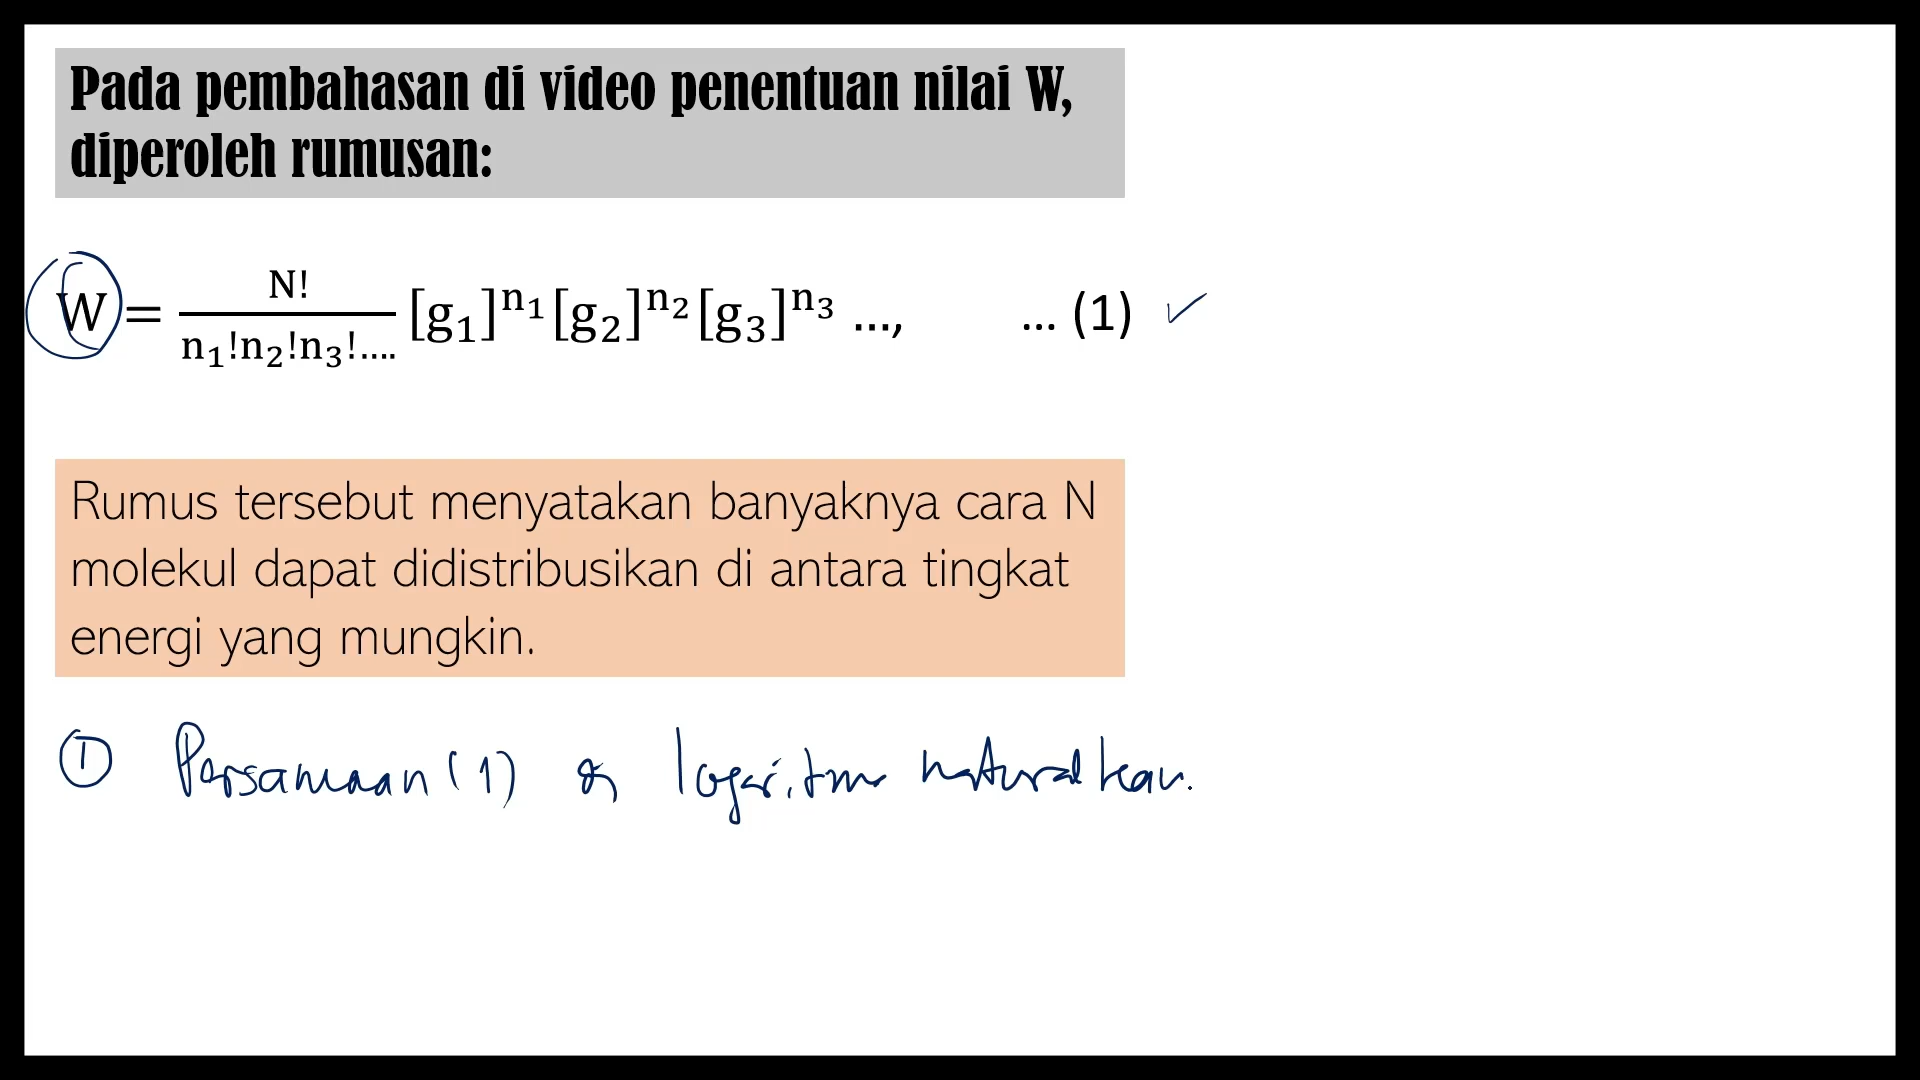 Pada pembahasan di video penentuan nilai W,
diperoleh rumusan:
W = N!/n₁!n₂!n₃!.... [g₁]ⁿ¹[g₂]ⁿ²[g₃]ⁿ³ ..., ... (1) ✓
Rumus tersebut menyatakan banyaknya cara N
molekul dapat didistribusikan di antara tingkat
energi yang mungkin.
① Persamaan (1) logaritma naturalkan.